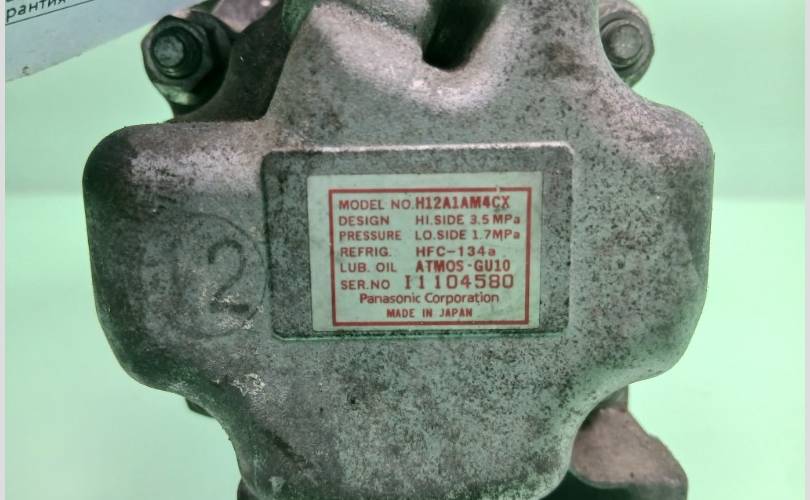 рантия
MODEL NO. H12A1AM4CX
DESIGN HI.SIDE 3.5 MPa
PRESSURE LO.SIDE 1.7MPa
REFRIG. HFC-134a
LUB. OIL ATMOS-GU10
SER.NO I1104580
Panasonic Corporation
MADE IN JAPAN
12